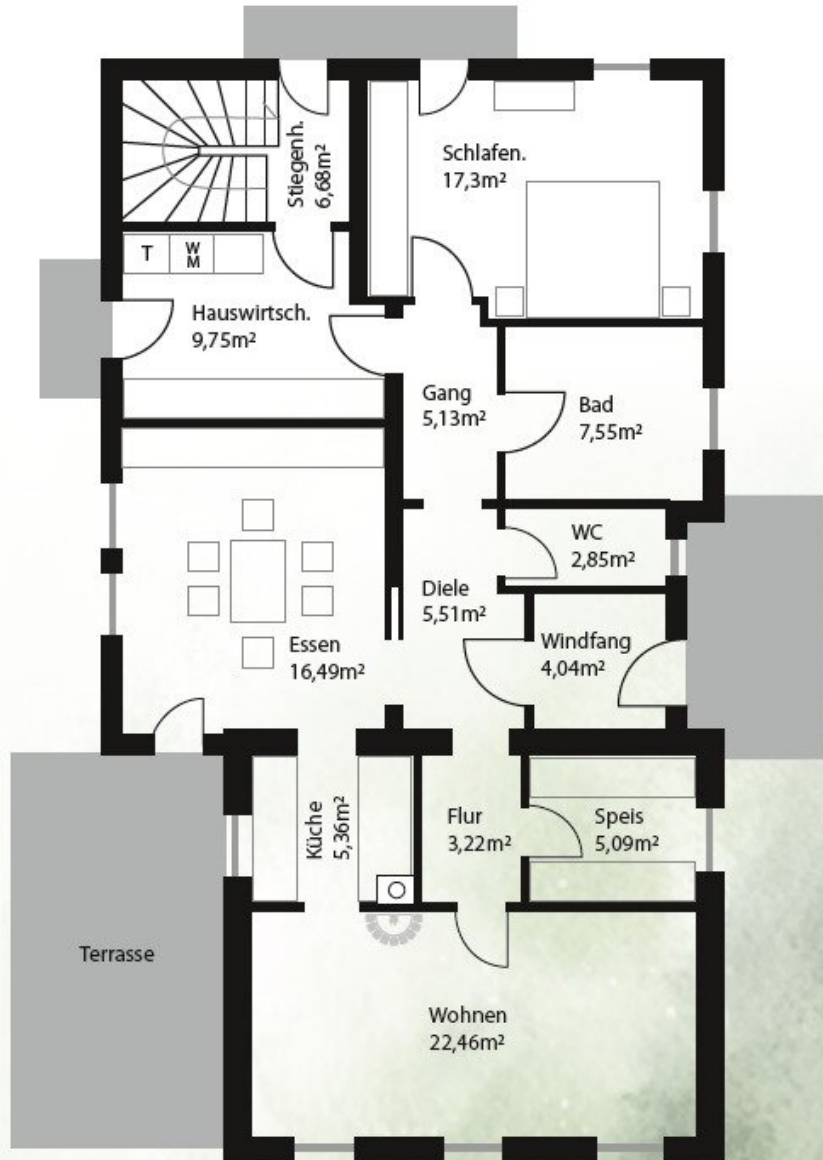 Stiegenh.
6,68m²
Schlafen.
17,3m²
T
W
M
Hauswirtsch.
9,75m²
Gang
5,13m²
Bad
7,55m²
WC
2,85m²
Diele
5,51m²
Windfang
4,04m²
Essen
16,49m²
Küche
5,36m²
Flur
3,22m²
Speis
5,09m²
Terrasse
Wohnen
22,46m²